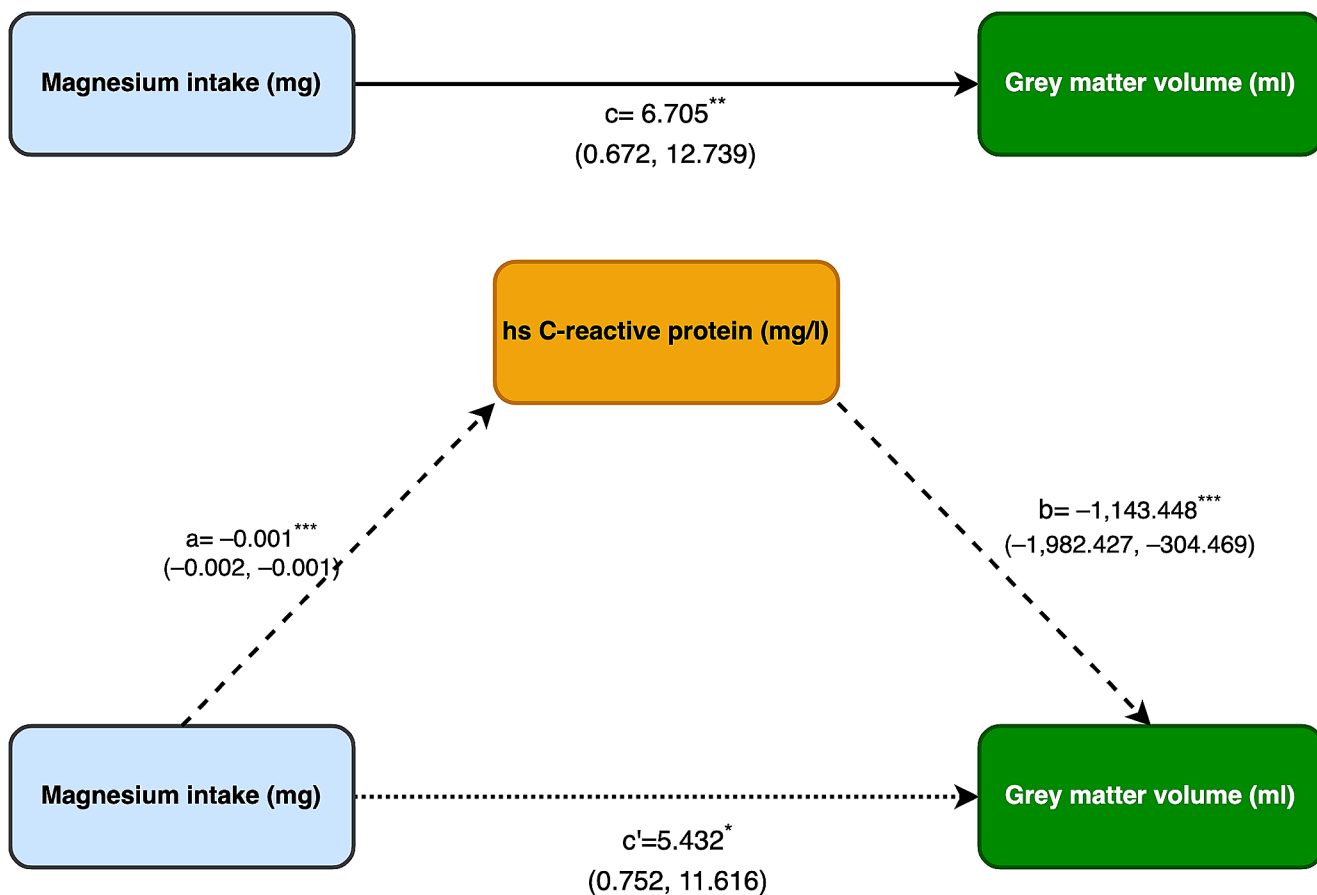 Magnesium intake (mg)
Grey matter volume (ml)
c= 6.705**
(0.672, 12.739)
hs C-reactive protein (mg/l)
a= –0.001***
(–0.002, –0.001)
b= –1,143.448***
(–1,982.427, –304.469)
Magnesium intake (mg)
Grey matter volume (ml)
c'=5.432*
(0.752, 11.616)